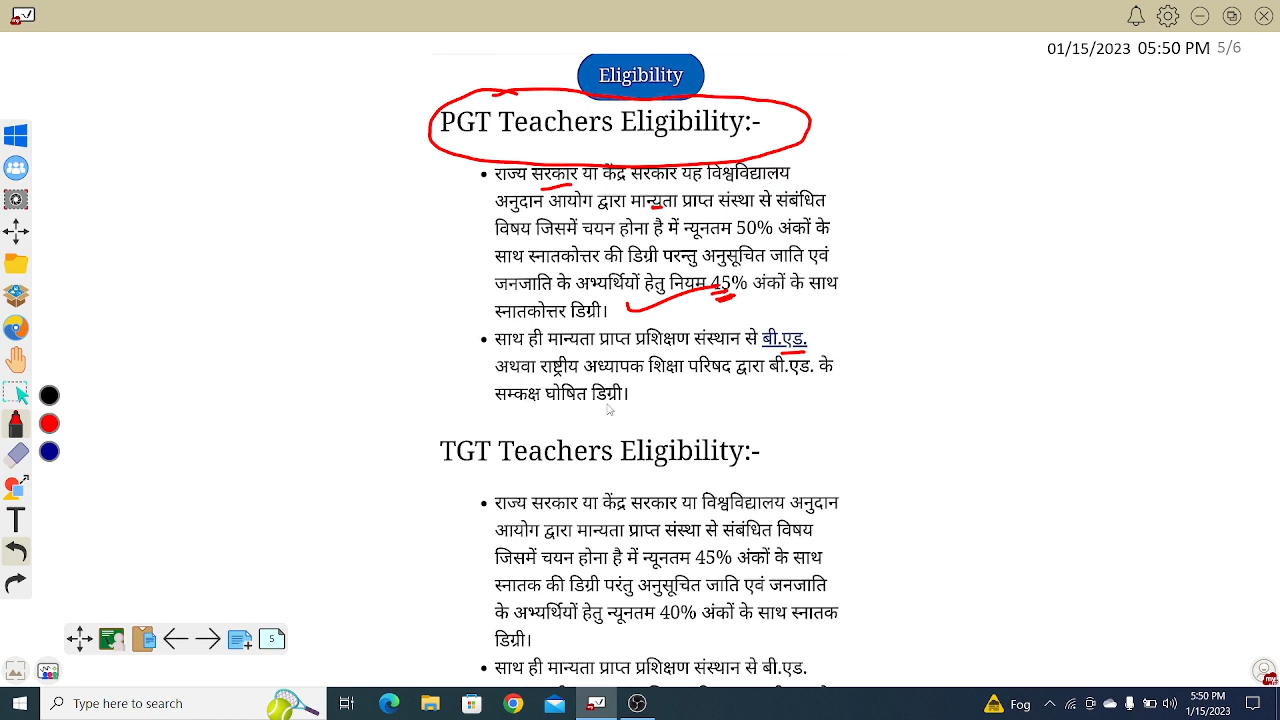 01/15/2023 05:50 PM 5/6
Eligibility
PGT Teachers Eligibility:-
राज्य सरकार या केंद्र सरकार यह विश्वविद्यालय
अनुदान आयोग द्वारा मान्यता प्राप्त संस्था से संबंधित
विषय जिसमें चयन होना है में न्यूनतम 50% अंकों के
साथ स्नातकोत्तर की डिग्री परन्तु अनुसूचित जाति एवं
जनजाति के अभ्यर्थियों हेतु नियम 45% अंकों के साथ
स्नातकोत्तर डिग्री।
साथ ही मान्यता प्राप्त प्रशिक्षण संस्थान से बी.एड.
अथवा राष्ट्रीय अध्यापक शिक्षा परिषद द्वारा बी.एड. के
सम्कक्ष घोषित डिग्री।
TGT Teachers Eligibility:-
राज्य सरकार या केंद्र सरकार या विश्वविद्यालय अनुदान
आयोग द्वारा मान्यता प्राप्त संस्था से संबंधित विषय
जिसमें चयन होना है में न्यूनतम 45% अंकों के साथ
स्नातक की डिग्री परंतु अनुसूचित जाति एवं जनजाति
के अभ्यर्थियों हेतु न्यूनतम 40% अंकों के साथ स्नातक
डिग्री।
साथ ही मान्यता प्राप्त प्रशिक्षण संस्थान से बी.एड.
T
5
Type here to search
Fog
5:50 PM
1/15/2023